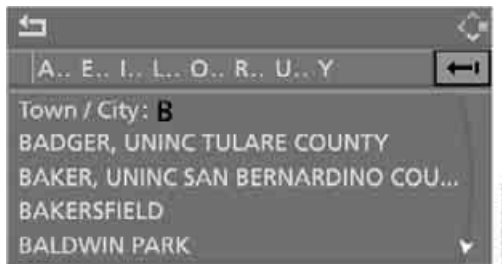 A.. E.. I.. L.. O.. R.. U.. Y
Town / City: B
BADGER, UNINC TULARE COUNTY
BAKER, UNINC SAN BERNARDINO COU...
BAKERSFIELD
BALDWIN PARK